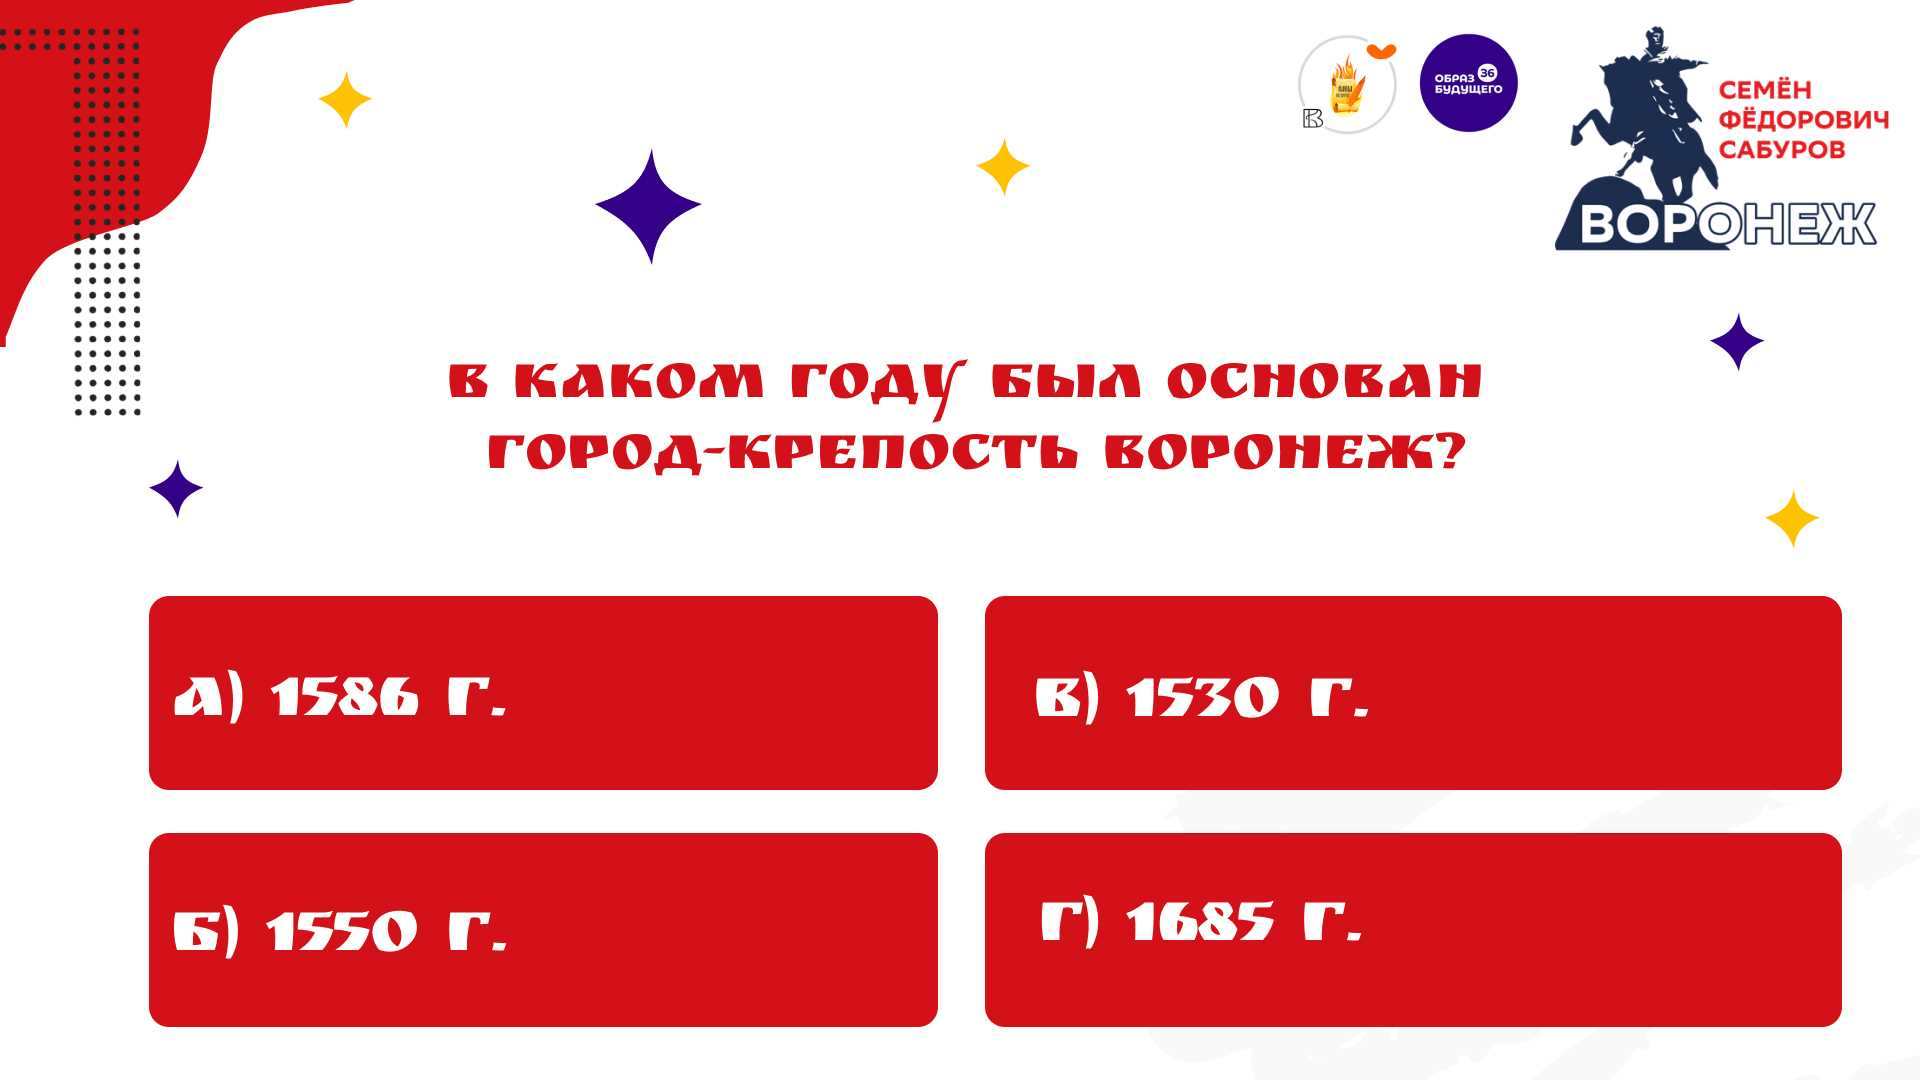 ОБРАЗ 36
БУДУЩЕГО
СЕМЁН
ФЁДОРОВИЧ
САБУРОВ
ВОРОНЕЖ
В КАКОМ ГОДУ БЫЛ ОСНОВАН
ГОРОД-КРЕПОСТЬ ВОРОНЕЖ?
А) 1586 Г.
В) 1530 Г.
Б) 1550 Г.
Г) 1685 Г.